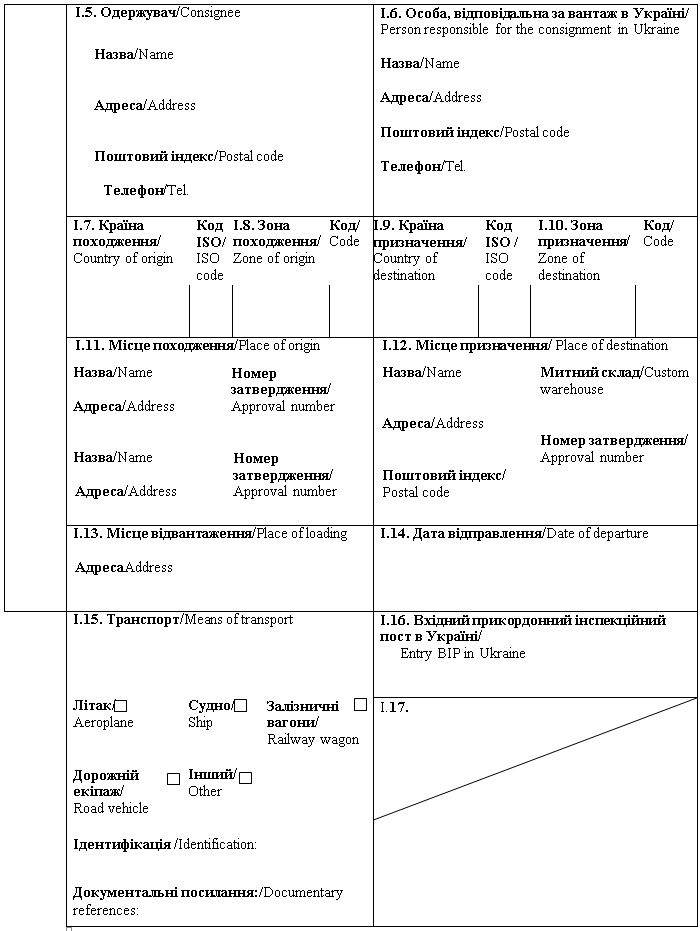 I.5. Одержувач/Consignee
Назва/Name
Адреса/Address
Поштовий індекс/Postal code
Телефон/Tel.
I.6. Особа, відповідальна за вантаж в Україні/
Person responsible for the consignment in Ukraine
Назва/Name
Адреса/Address
Поштовий індекс/Postal code
Телефон/Tel.
I.7. Країна
походження/
Country of origin
Код
ISO/
ISO
code
I.8. Зона
походження/
Zone of origin
Код/
Code
I.9. Країна
призначення/
Country of
destination
Код
ISO /
ISO
code
I.10. Зона
призначення/
Zone of
destination
Код/
Code
I.11. Місце походження/Place of origin
Назва/Name
Номер
затвердження/
Адреса/Address
Approval number
Назва/Name
Номер
затвердження/
Адреса/Address
Approval number
I.12. Місце призначення/ Place of destination
Назва/Name
Митний склад/Custom
warehouse
Адреса/Address
Номер затвердження/
Approval number
Поштовий індекс/
Postal code
I.13. Місце відвантаження/Place of loading
АдресаAddress
I.14. Дата відправлення/Date of departure
I.15. Транспорт/Means of transport
Літак/
Aeroplane
Судно/
Ship
Залізничні
вагони/
Railway wagon
Дорожній
екіпаж/
Road vehicle
Інший/
Other
Ідентифікація /Identification:
Документальні посилання:/Documentary
references:
I.16. Вхідний прикордонний інспекційний
пост в Україні/
Entry BIP in Ukraine
I.17.